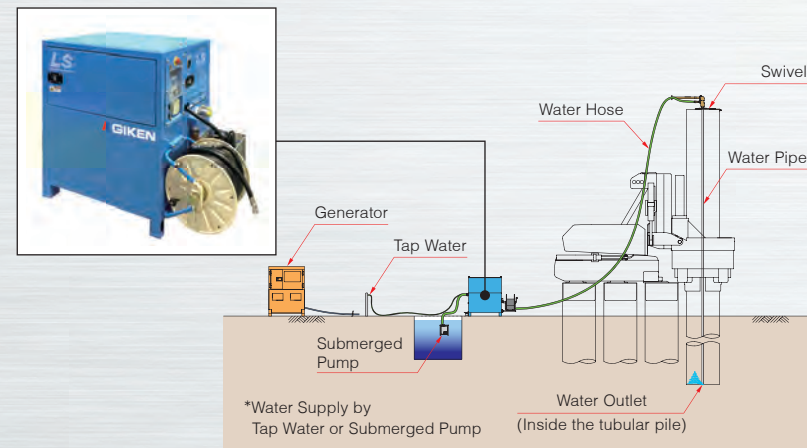 LS
LS
GIKEN
Swivel
Water Hose
Water Pipe
Generator
Tap Water
Submerged
Pump
Water Outlet
(Inside the tubular pile)
*Water Supply by
Tap Water or Submerged Pump